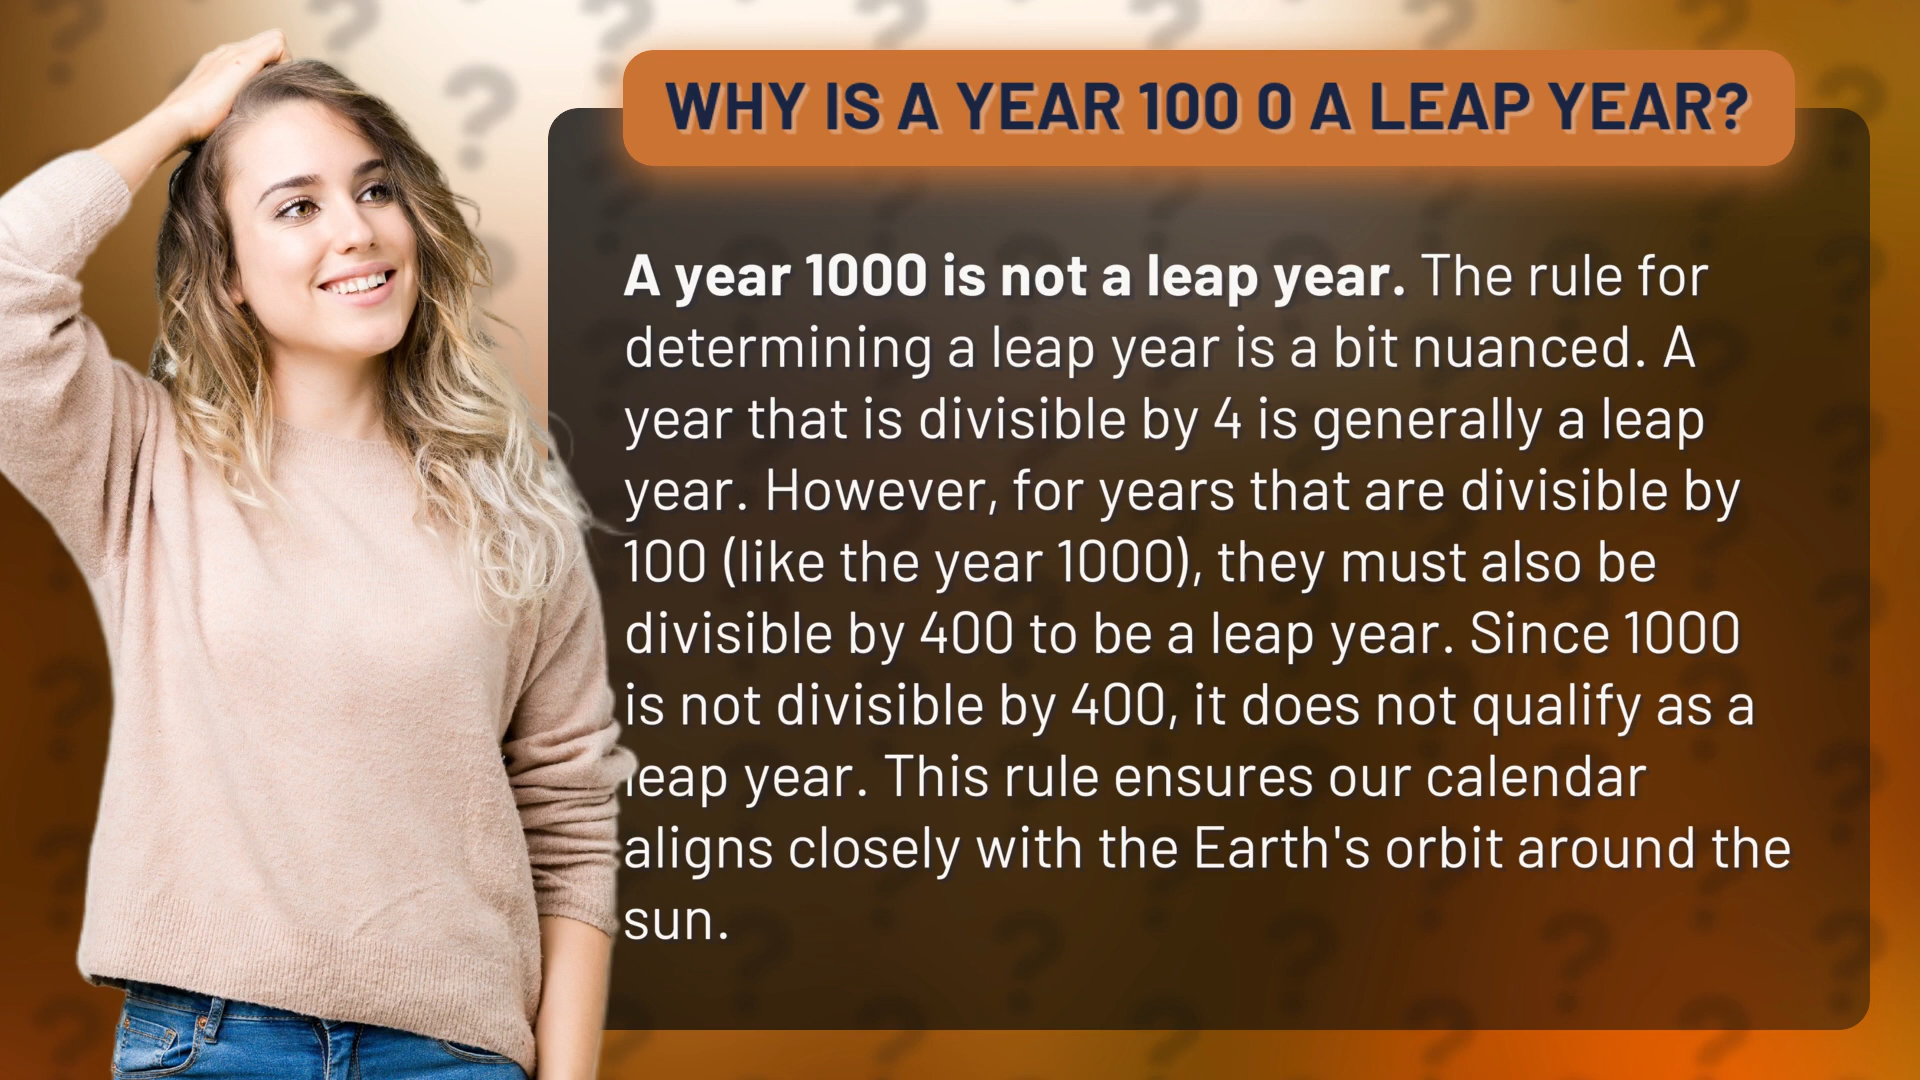 WHY IS A YEAR 100 0 A LEAP YEAR?
A year 1000 is not a leap year. The rule for
determining a leap year is a bit nuanced. A
year that is divisible by 4 is generally a leap
year. However, for years that are divisible by
100 (like the year 1000), they must also be
divisible by 400 to be a leap year. Since 1000
is not divisible by 400, it does not qualify as a
leap year. This rule ensures our calendar
aligns closely with the Earth's orbit around the
sun.